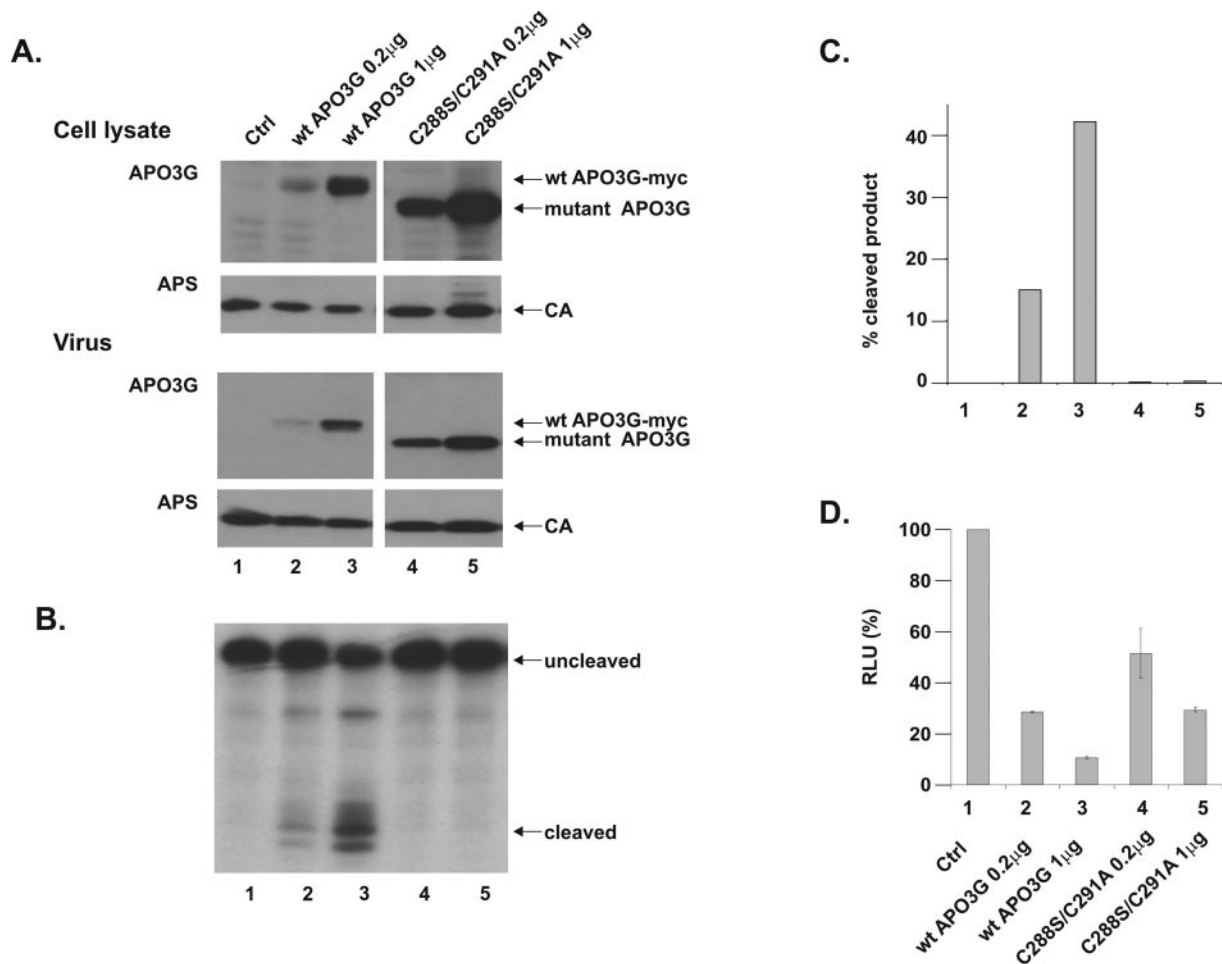 A.
Ctrl
wt APO3G 0.2µg
wt APO3G 1µg
C288S/C291A 0.2µg
C288S/C291A 1µg
Cell lysate
APO3G
wt APO3G-myc
mutant APO3G
APS
CA
Virus
APO3G
wt APO3G-myc
mutant APO3G
APS
CA
1 2 3 4 5
B.
uncleaved
cleaved
1 2 3 4 5
C.
% cleaved product
40
30
20
10
0
1 2 3 4 5
D.
RLU (%)
100
80
60
40
20
0
1 2 3 4 5
Ctrl
wt APO3G 0.2µg
wt APO3G 1µg
C288S/C291A 0.2µg
C288S/C291A 1µg